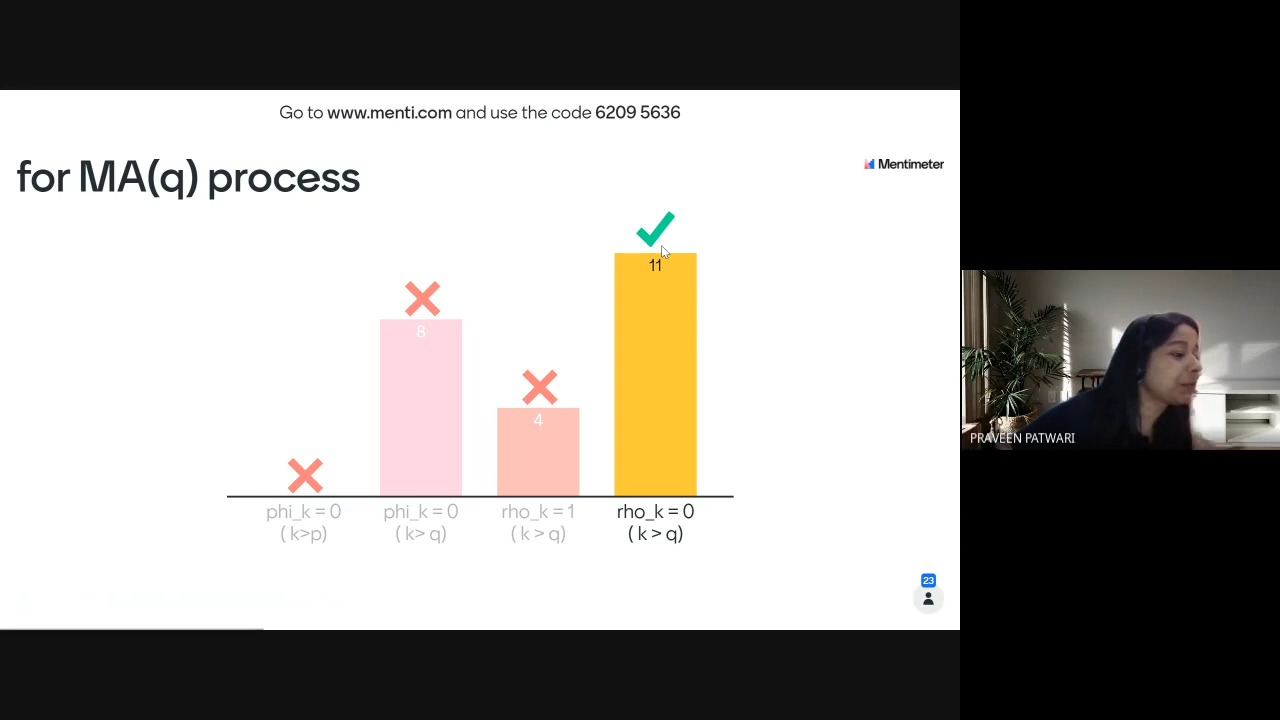 Go to www.menti.com and use the code 6209 5636
for MA(q) process
Mentimeter
11
8
4
phi_k = 0
( k>p)
phi_k = 0
( k> q)
rho_k = 1
( k > q)
rho_k = 0
( k > q)
23
PRAVEEN PATWARI